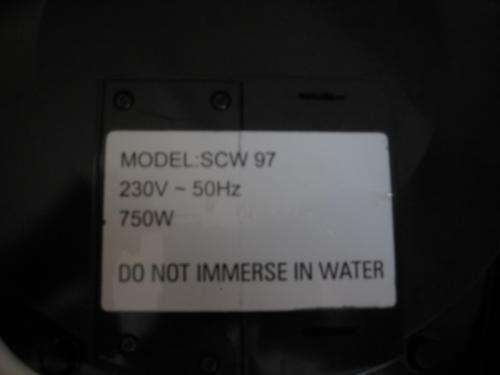 MODEL:SCW 97
230V ~ 50Hz
750W
DO NOT IMMERSE IN WATER